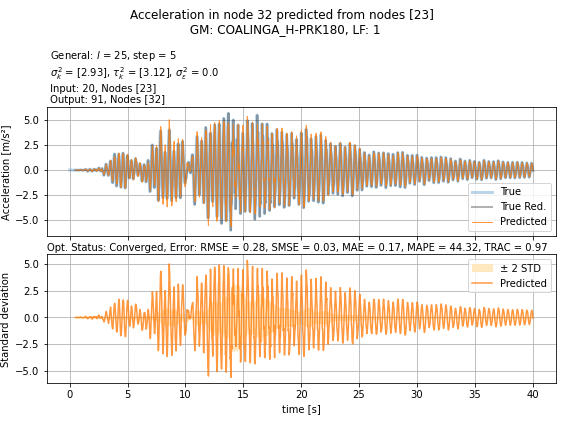 Acceleration in node 32 predicted from nodes [23]
GM: COALINGA_H-PRK180, LF: 1
General: l = 25, step = 5
σ²ₖ = [2.93], τ²ₖ = [3.12], σ²_ε = 0.0
Input: 20, Nodes [23]
Output: 91, Nodes [32]
Acceleration [m/s²]
5.0
2.5
0.0
−2.5
−5.0
True
True Red.
Predicted
Opt. Status: Converged, Error: RMSE = 0.28, SMSE = 0.03, MAE = 0.17, MAPE = 44.32, TRAC = 0.97
Standard deviation
5.0
2.5
0.0
−2.5
−5.0
± 2 STD
Predicted
0 5 10 15 20 25 30 35 40
time [s]